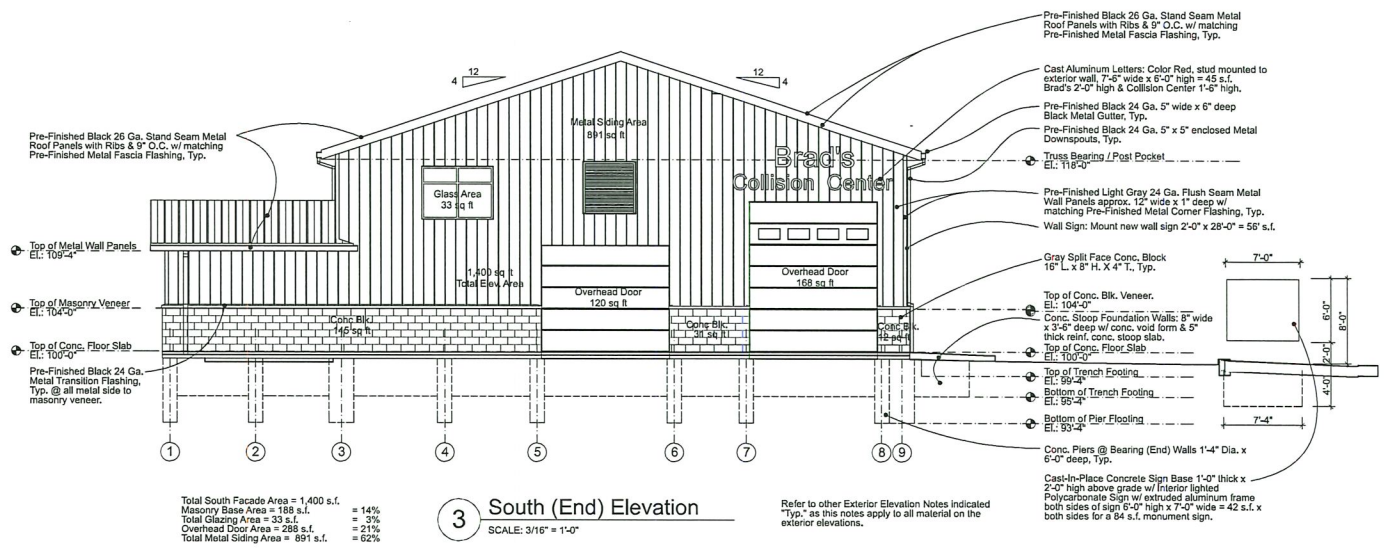 Pre-Finished Black 26 Ga. Stand Seam Metal
Roof Panels with Ribs & 9" O.C. w/ matching
Pre-Finished Metal Fascia Flashing, Typ.
Top of Metal Wall Panels
El.: 109'-4"
Top of Masonry Veneer
El.: 104'-0"
Top of Conc. Floor Slab
El.: 100'-0"
Pre-Finished Black 24 Ga.
Metal Transition Flashing,
Typ. @ all metal side to
masonry veneer.
12
4
12
4
Metal Siding Area
891 sq ft
Glass Area
33 sq ft
Brad's
Collision Center
1,400 sq ft
Total Elev. Area
Overhead Door
120 sq ft
Overhead Door
168 sq ft
Conc Blk.
145 sq ft
Conc Blk.
31 sq ft
Conc Blk.
12 sq ft
1
2
3
4
5
6
7
8
9
Pre-Finished Black 26 Ga. Stand Seam Metal
Roof Panels with Ribs & 9" O.C. w/ matching
Pre-Finished Metal Fascia Flashing, Typ.
Cast Aluminum Letters: Color Red, stud mounted to
exterior wall, 7'-6" wide x 6'-0" high = 45 s.f.
Brad's 2'-0" high & Collision Center 1'-6" high.
Pre-Finished Black 24 Ga. 5" wide x 6" deep
Black Metal Gutter, Typ.
Pre-Finished Black 24 Ga. 5" x 5" enclosed Metal
Downspouts, Typ.
Truss Bearing / Post Pocket
El.: 118'-0"
Pre-Finished Light Gray 24 Ga. Flush Seam Metal
Wall Panels approx. 12" wide x 1" deep w/
matching Pre-Finished Metal Corner Flashing, Typ.
Wall Sign: Mount new wall sign 2'-0" x 28'-0" = 56' s.f.
Gray Split Face Conc. Block
16" L. x 8" H. X 4" T., Typ.
Top of Conc. Blk. Veneer.
El.: 104'-0"
Conc. Stoop Foundation Walls: 8" wide
x 3'-6" deep w/ conc. void form & 5"
thick reinf. conc. stoop slab.
Top of Conc. Floor Slab
El.: 100'-0"
Top of Trench Footing
El.: 99'-4"
Bottom of Trench Footing
El.: 95'-4"
Bottom of Pier Flooting
El.: 93'-4"
Conc. Piers @ Bearing (End) Walls 1'-4" Dia. x
6'-0" deep, Typ.
Cast-In-Place Concrete Sign Base 1'-0" thick x
2'-0" high above grade w/ Interior lighted
Polycarbonate Sign w/ extruded aluminum frame
both sides of sign 6'-0" high x 7'-0" wide = 42 s.f. x
both sides for a 84 s.f. monument sign.
7'-0"
6'-0"
8'-0"
2'-0"
4'-0"
7'-4"
Total South Facade Area = 1,400 s.f.
Masonry Base Area = 188 s.f. = 14%
Total Glazing Area = 33 s.f. = 3%
Overhead Door Area = 288 s.f. = 21%
Total Metal Siding Area = 891 s.f. = 62%
3
South (End) Elevation
SCALE: 3/16" = 1'-0"
Refer to other Exterior Elevation Notes indicated
"Typ." as this notes apply to all material on the
exterior elevations.